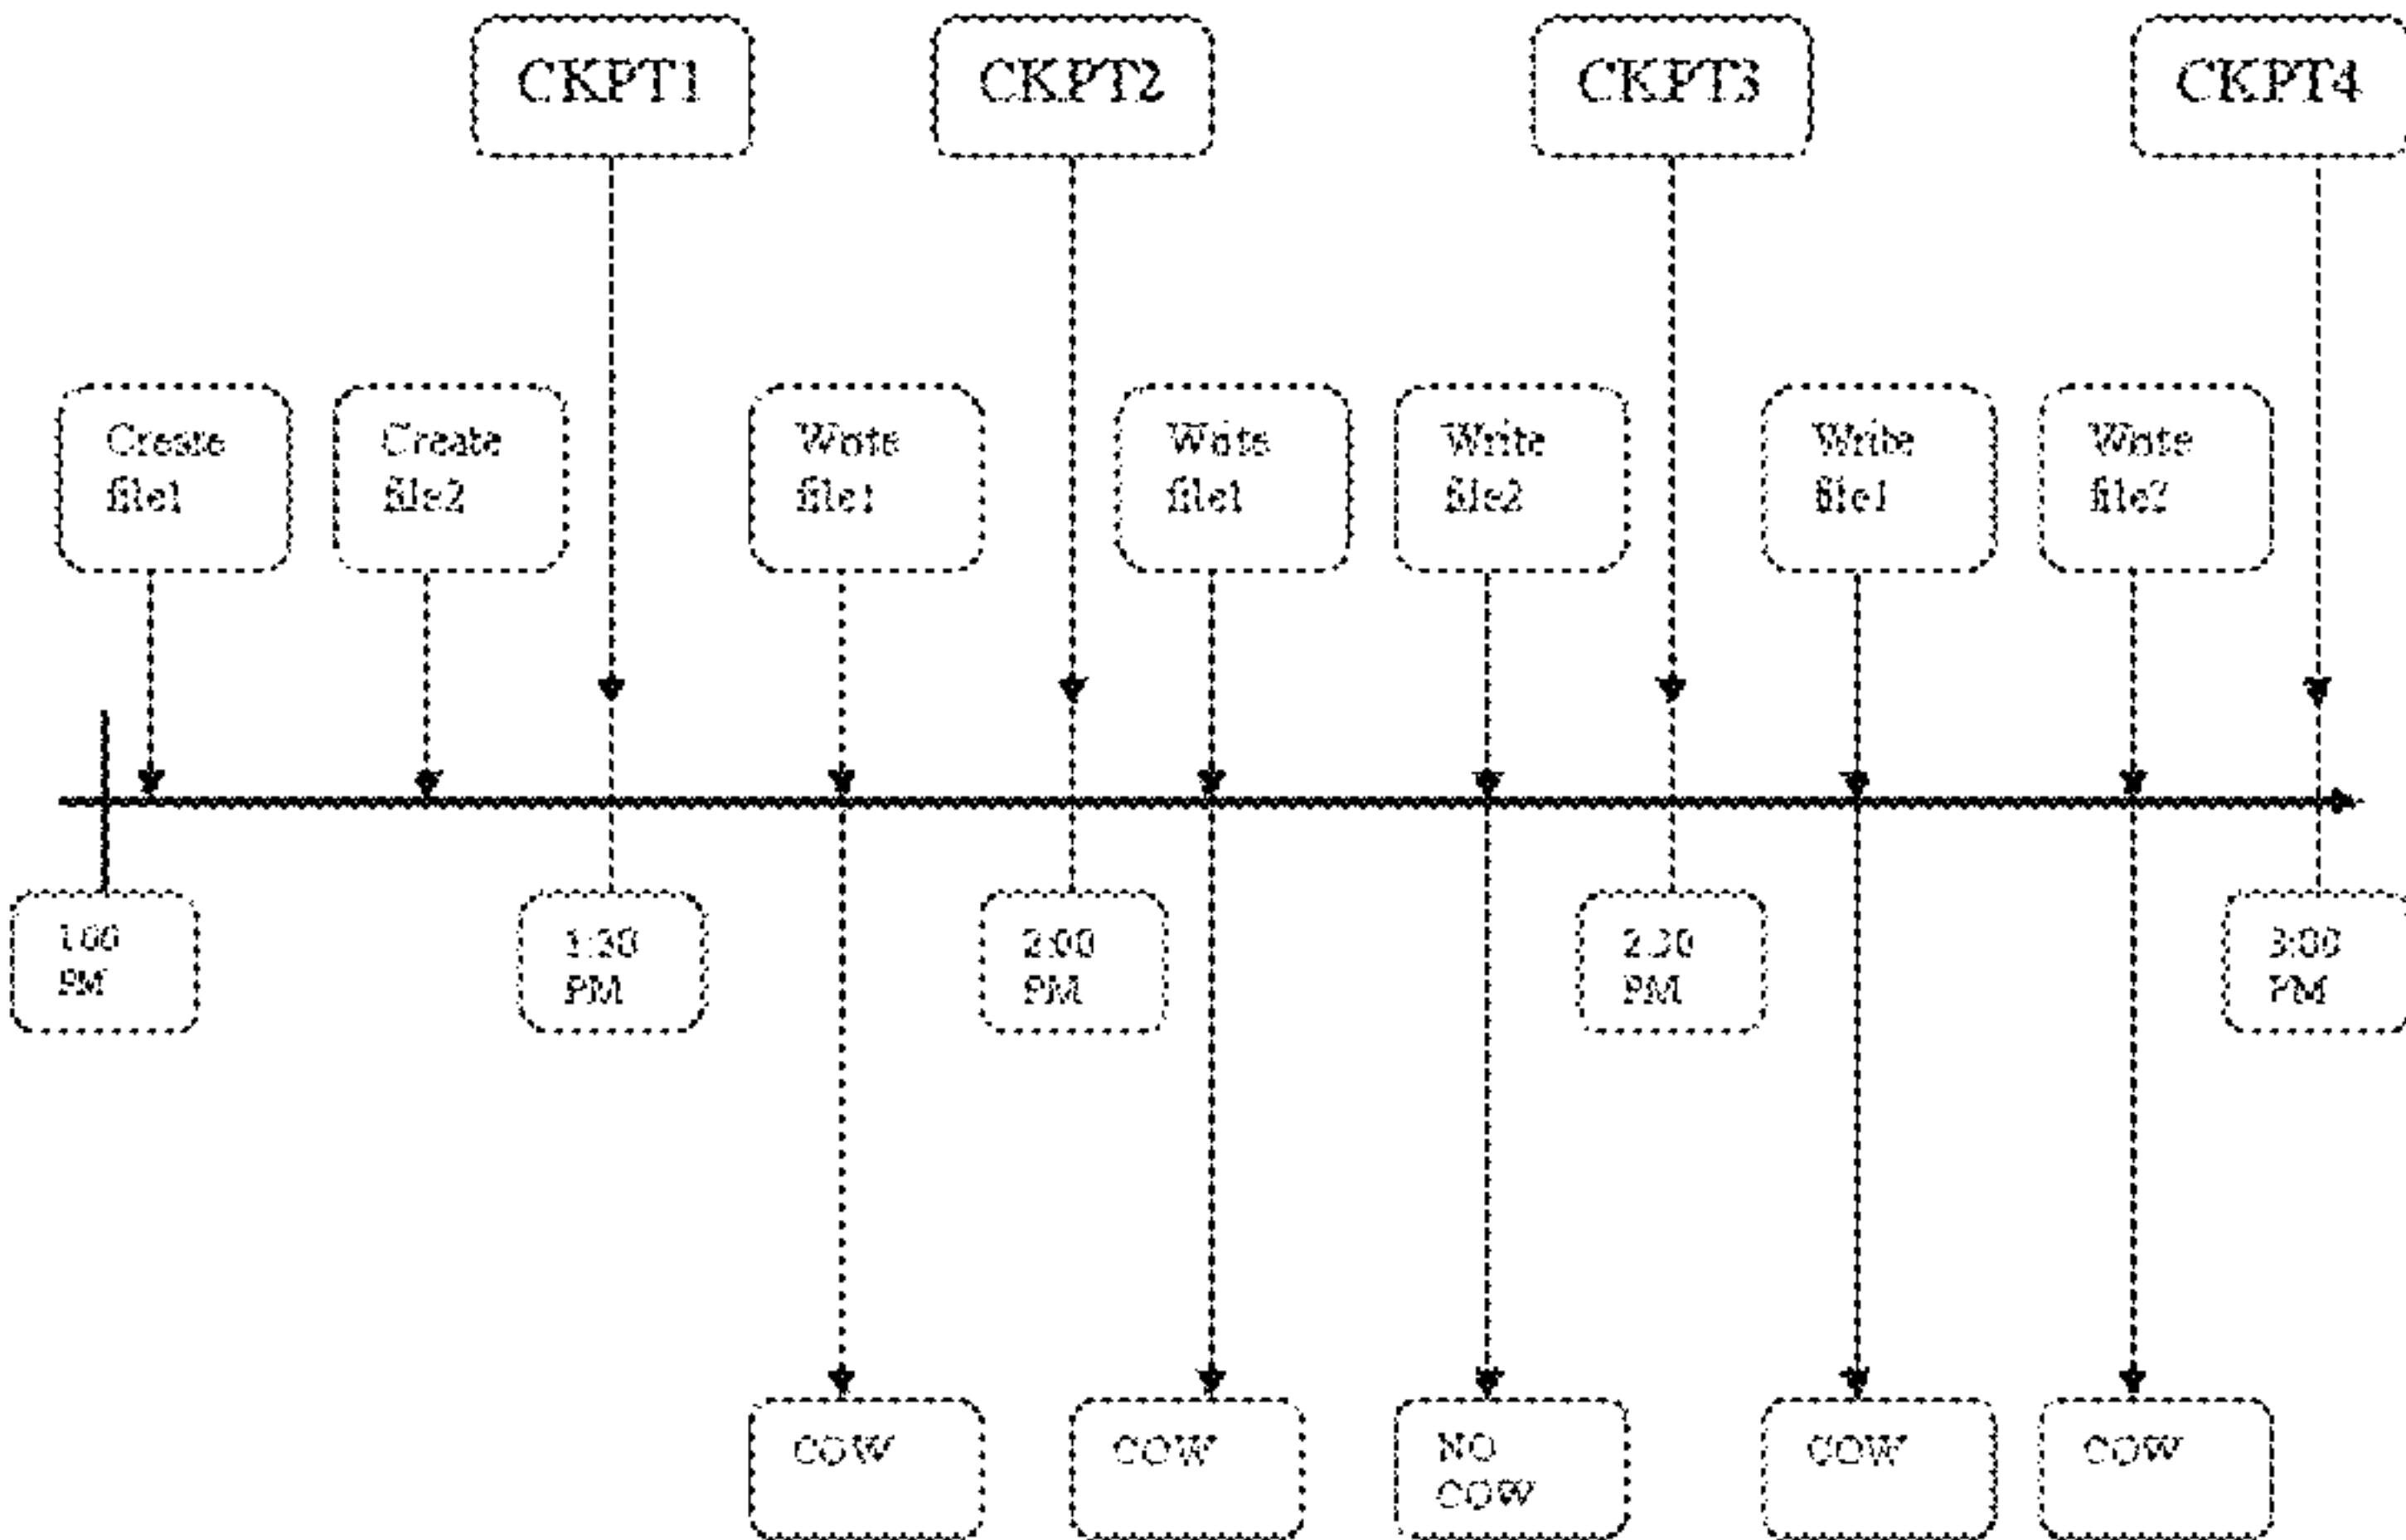 CKPT1
CKPT2
CKPT3
CKPT4
Create
file1
Create
file2
Write
file1
Write
file1
Write
file2
Write
file1
Write
file2
1:00
PM
1:30
PM
2:00
PM
2:30
PM
3:00
PM
COW
COW
NO
COW
COW
COW